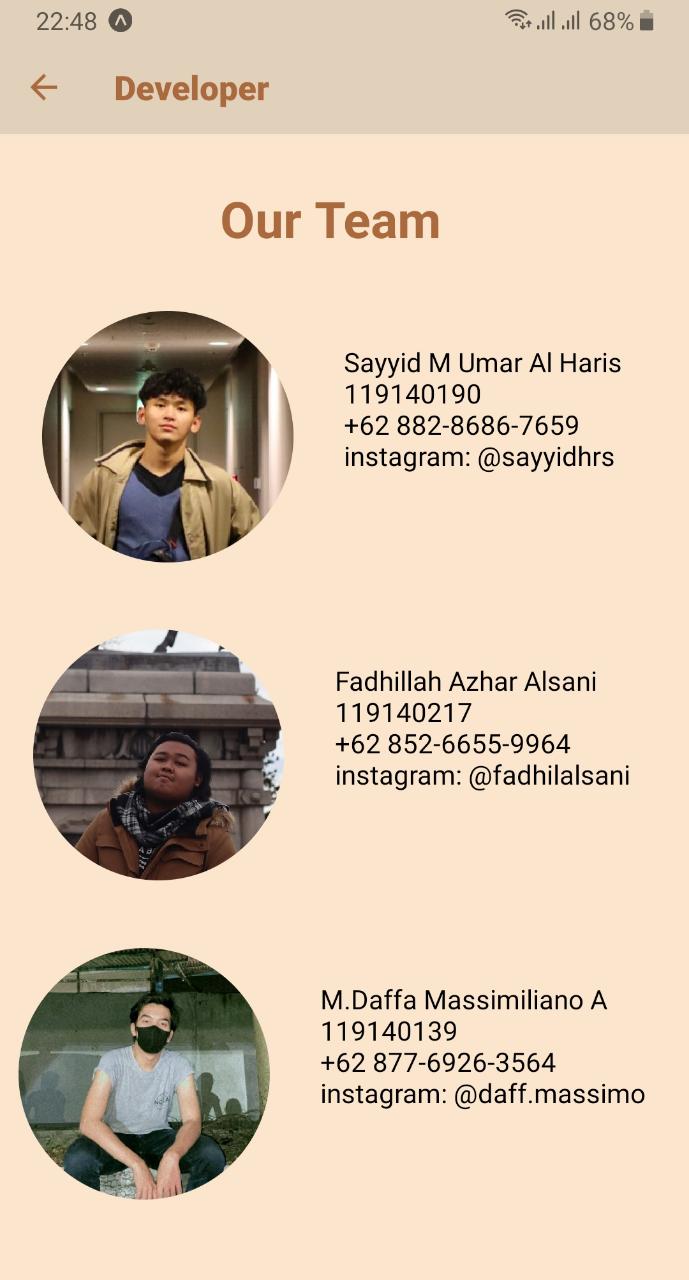 22:48
68%
Developer
Our Team
Sayyid M Umar Al Haris
119140190
+62 882-8686-7659
instagram: @sayyidhrs
Fadhillah Azhar Alsani
119140217
+62 852-6655-9964
instagram: @fadhilalsani
M.Daffa Massimiliano A
119140139
+62 877-6926-3564
instagram: @daff.massimo